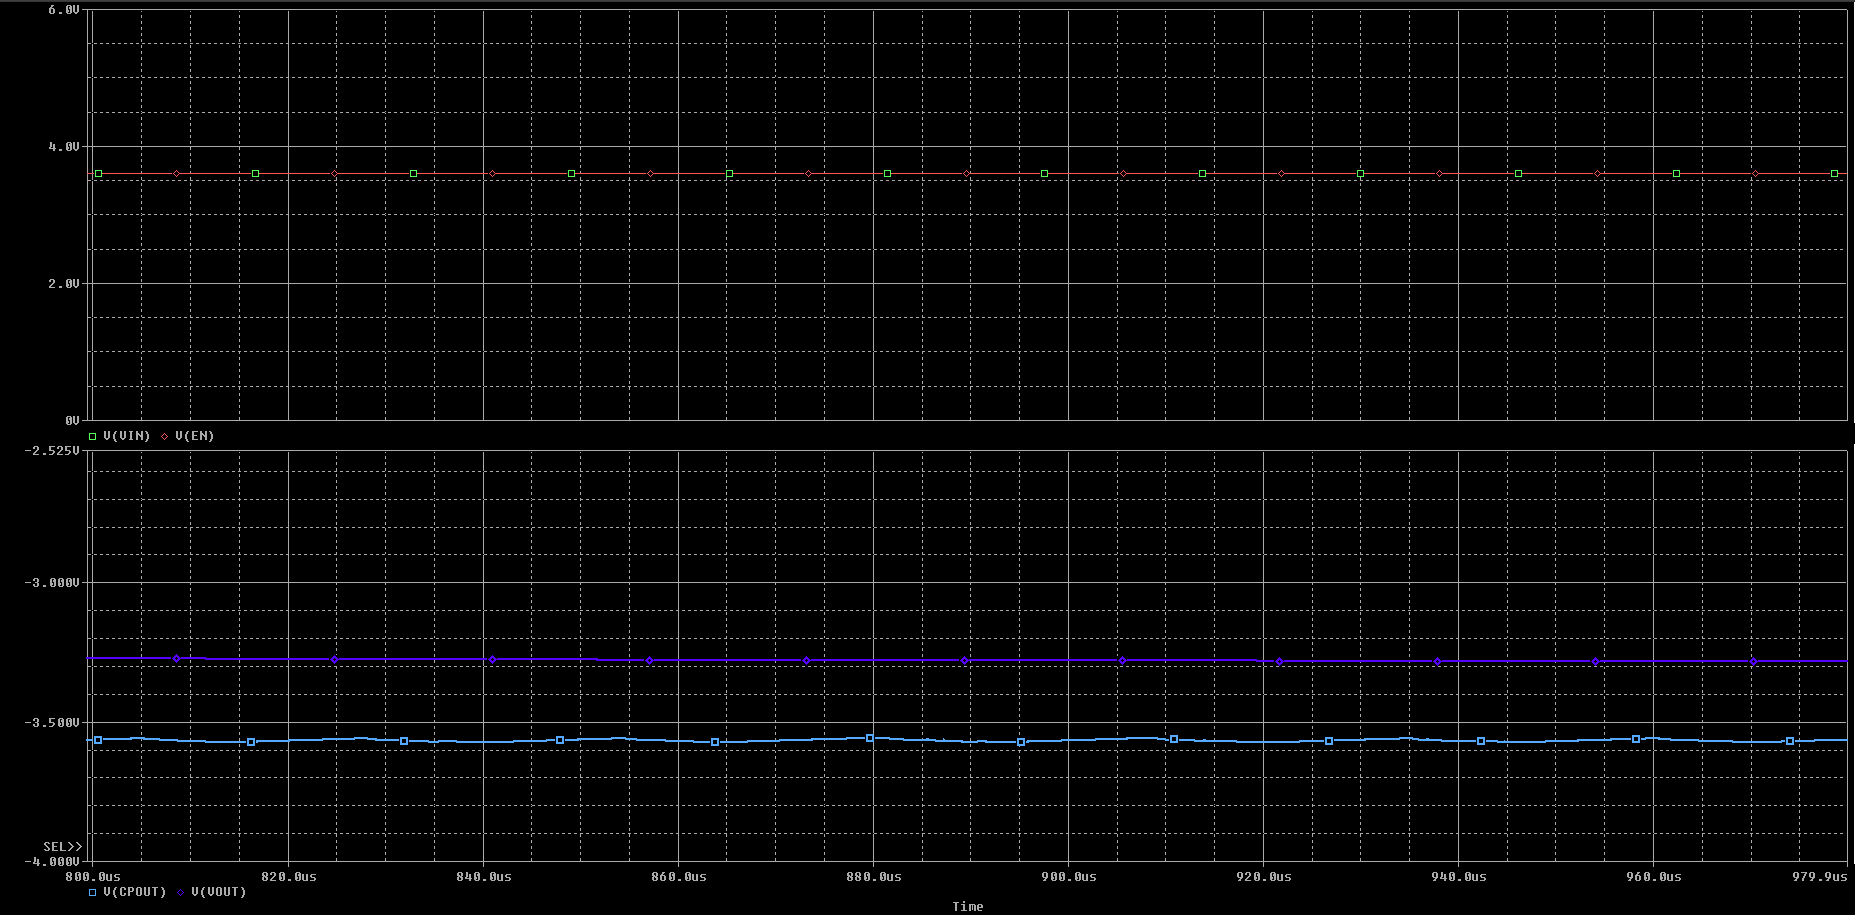 6.0V
4.0V
2.0V
0V
V(VIN) V(EN)
-2.525V
-3.000V
-3.500V
SEL>>
-4.000V
800.0us 820.0us 840.0us 860.0us 880.0us 900.0us 920.0us 940.0us 960.0us 979.9us
V(CPOUT) V(VOUT)
Time